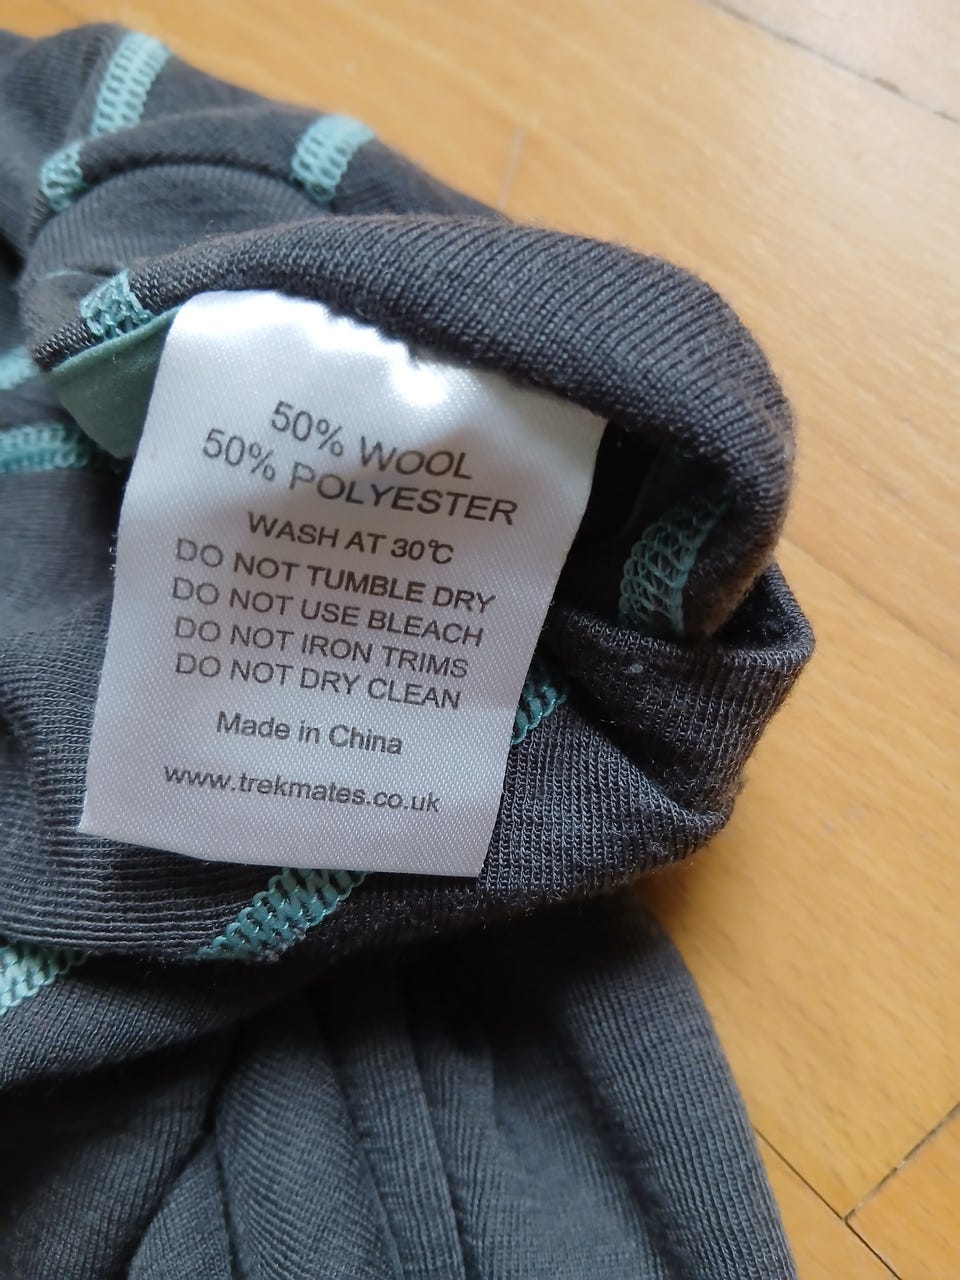 50% WOOL
50% POLYESTER
WASH AT 30℃
DO NOT TUMBLE DRY
DO NOT USE BLEACH
DO NOT IRON TRIMS
DO NOT DRY CLEAN
Made in China
www.trekmates.co.uk